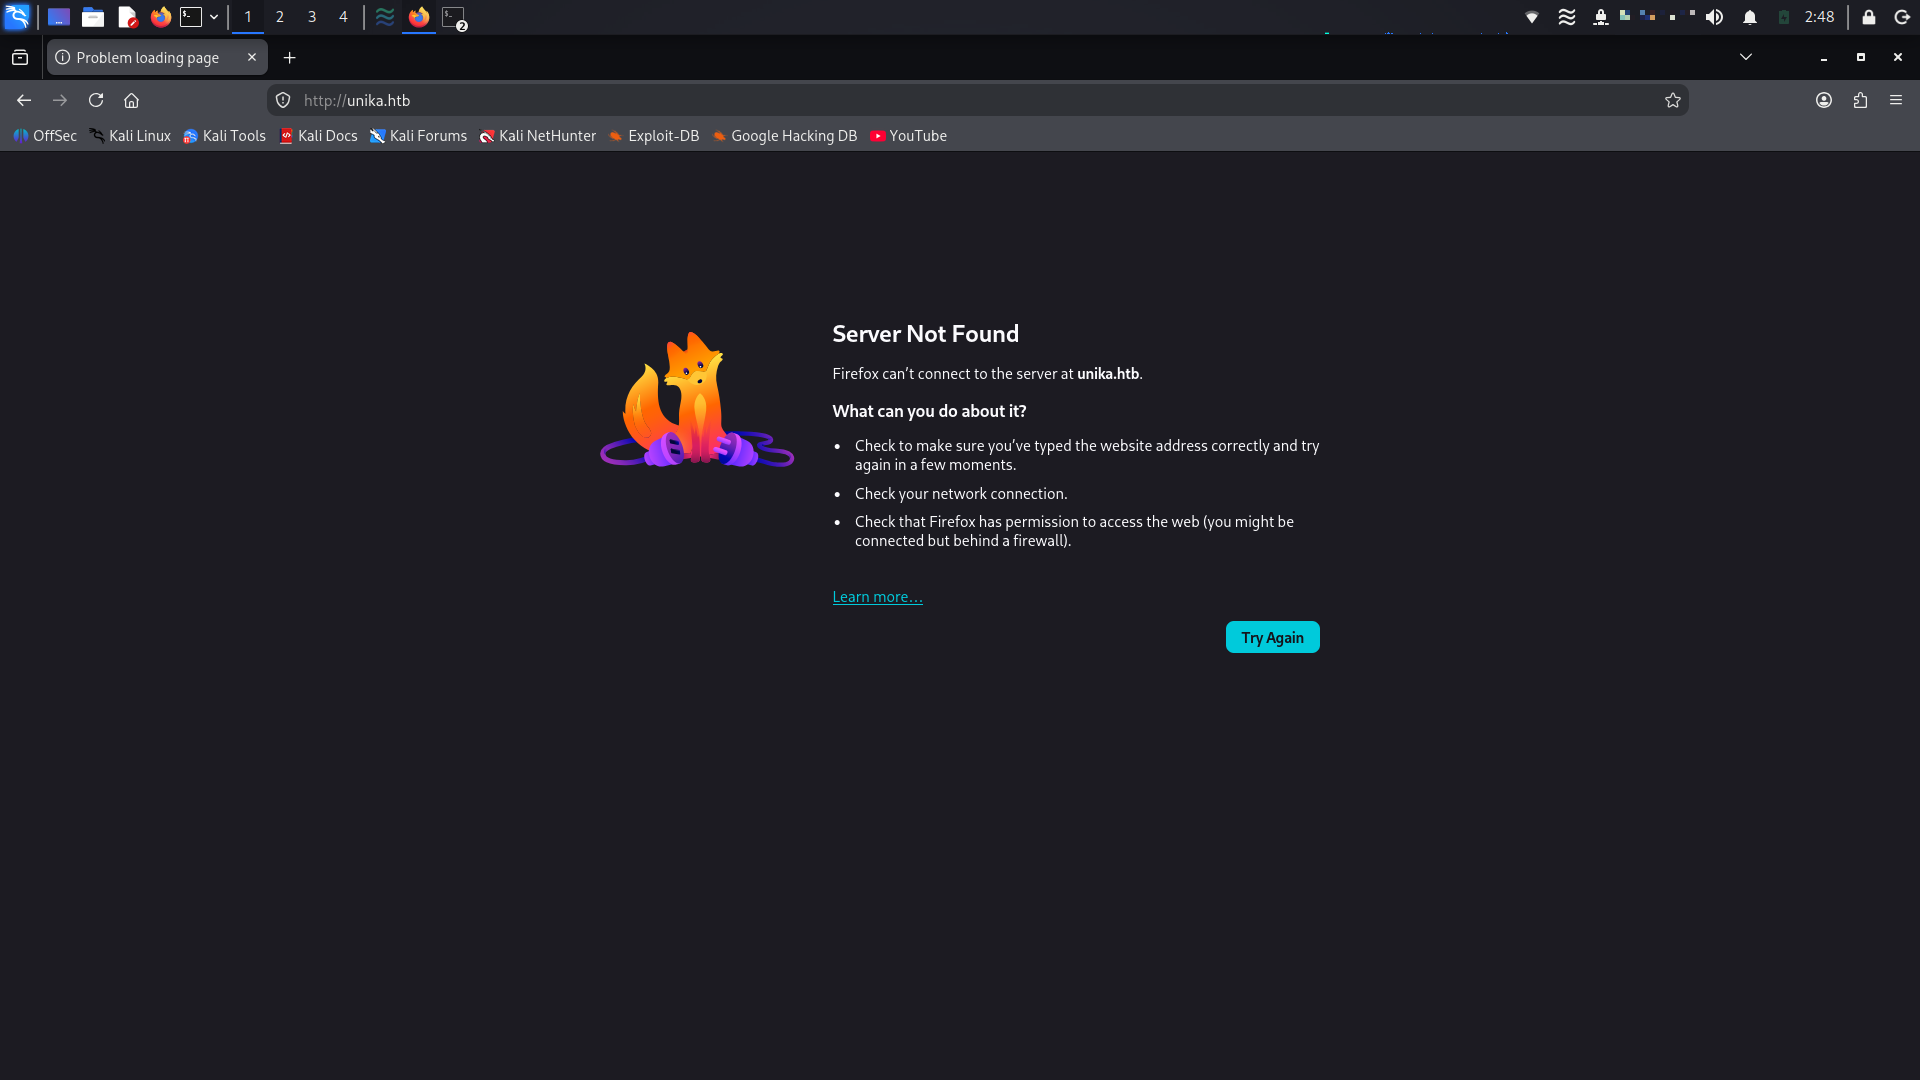 1 2 3 4 2 2:48
Problem loading page
http://unika.htb
OffSec Kali Linux Kali Tools Kali Docs Kali Forums Kali NetHunter Exploit-DB Google Hacking DB YouTube
Server Not Found
Firefox can’t connect to the server at unika.htb.
What can you do about it?
• Check to make sure you’ve typed the website address correctly and try
again in a few moments.
• Check your network connection.
• Check that Firefox has permission to access the web (you might be
connected but behind a firewall).
Learn more…
Try Again